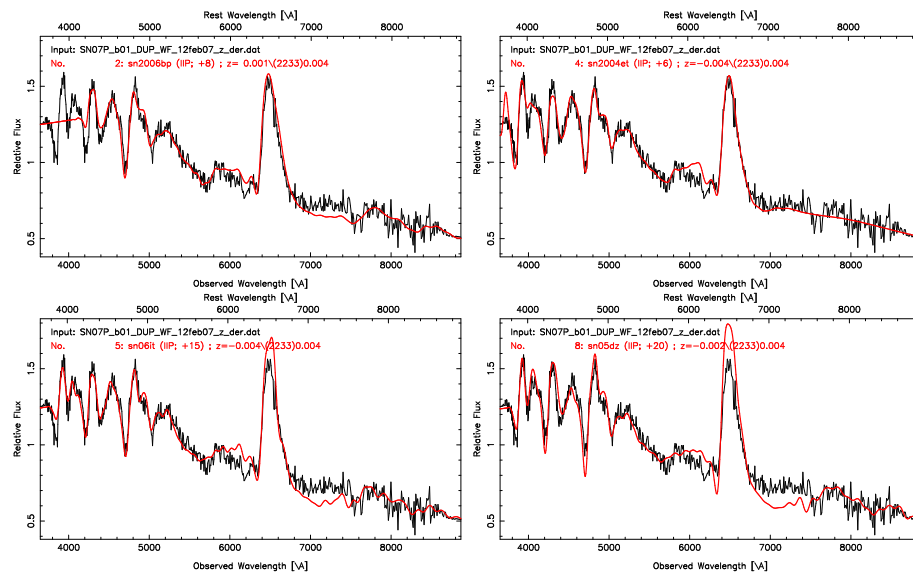 Rest Wavelength [\A]
4000 5000 6000 7000 8000
Input: SN07P_b01_DUP_WF_12feb07_z_der.dat
No. 2: sn2006bp (IIP; +8) ; z= 0.001\(2233)0.004
Relative Flux
0.5 1 1.5
4000 5000 6000 7000 8000
Observed Wavelength [\A]
Rest Wavelength [\A]
4000 5000 6000 7000 8000
Input: SN07P_b01_DUP_WF_12feb07_z_der.dat
No. 4: sn2004et (IIP; +6) ; z=-0.004\(2233)0.004
Relative Flux
0.5 1 1.5
4000 5000 6000 7000 8000
Observed Wavelength [\A]
Rest Wavelength [\A]
4000 5000 6000 7000 8000
Input: SN07P_b01_DUP_WF_12feb07_z_der.dat
No. 5: sn06it (IIP; +15) ; z=-0.004\(2233)0.004
Relative Flux
0.5 1 1.5
4000 5000 6000 7000 8000
Observed Wavelength [\A]
Rest Wavelength [\A]
4000 5000 6000 7000 8000
Input: SN07P_b01_DUP_WF_12feb07_z_der.dat
No. 8: sn05dz (IIP; +20) ; z=-0.002\(2233)0.004
Relative Flux
0.5 1 1.5
4000 5000 6000 7000 8000
Observed Wavelength [\A]